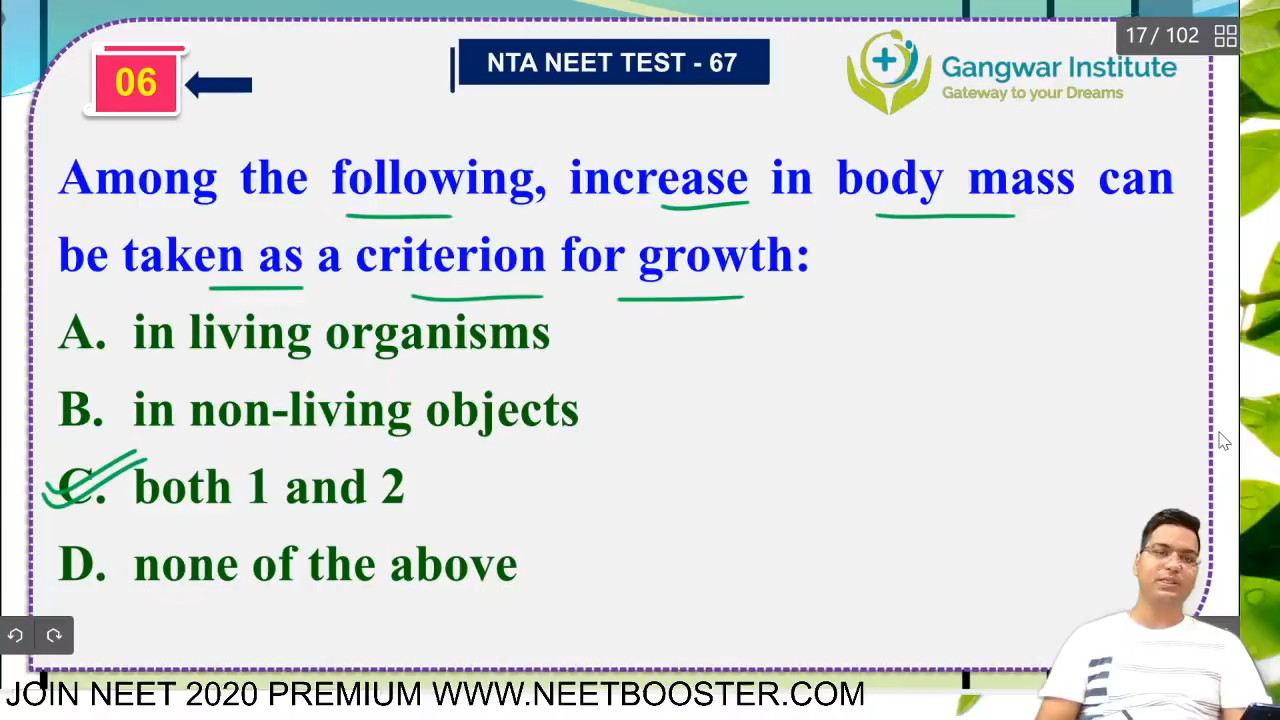 17 / 102
06
NTA NEET TEST - 67
Gangwar Institute
Gateway to your Dreams
Among the following, increase in body mass can
be taken as a criterion for growth:
A. in living organisms
B. in non-living objects
C. both 1 and 2
D. none of the above
JOIN NEET 2020 PREMIUM WWW.NEETBOOSTER.COM